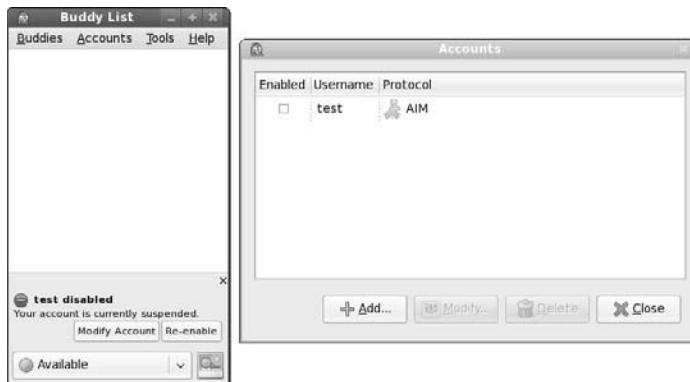 Buddy List
Buddies Accounts Tools Help
test disabled
Your account is currently suspended.
Modify Account Re-enable
Available
Accounts
Enabled Username Protocol
test AIM
Add... Modify... Delete Close